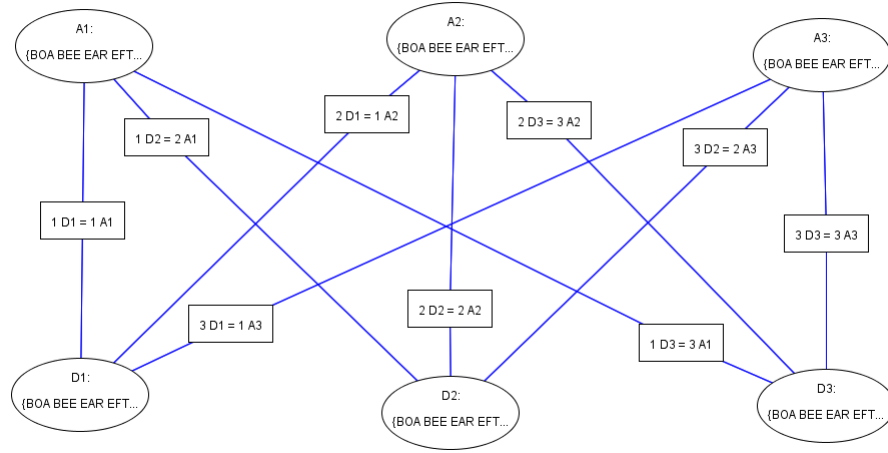 A1:
{BOA BEE EAR EFT...
A2:
{BOA BEE EAR EFT...
A3:
{BOA BEE EAR EFT...
2 D1 = 1 A2
2 D3 = 3 A2
1 D2 = 2 A1
3 D2 = 2 A3
1 D1 = 1 A1
3 D3 = 3 A3
2 D2 = 2 A2
3 D1 = 1 A3
1 D3 = 3 A1
D1:
{BOA BEE EAR EFT...
D2:
{BOA BEE EAR EFT...
D3:
{BOA BEE EAR EFT...